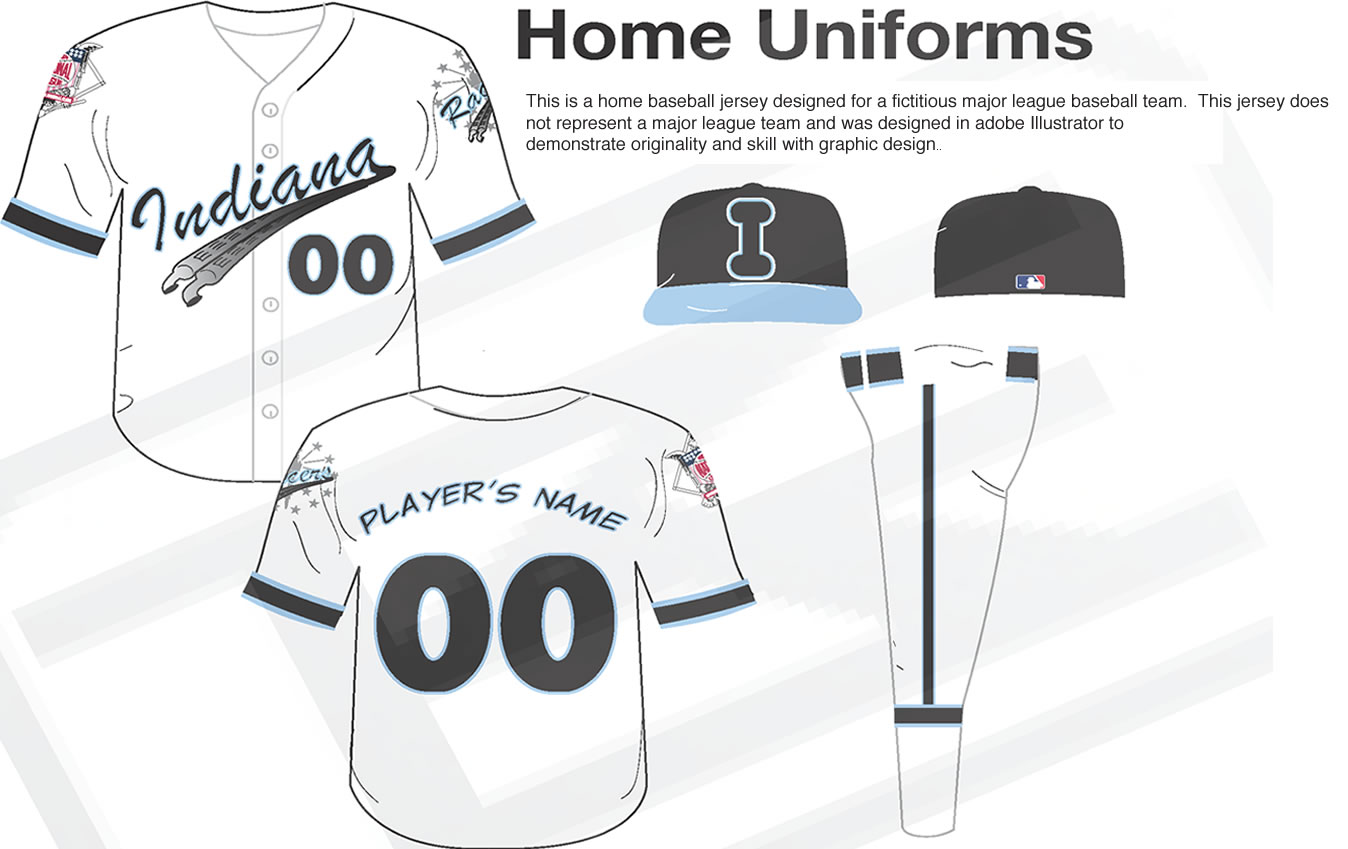 Home Uniforms
This is a home baseball jersey designed for a fictitious major league baseball team.  This jersey does
not represent a major league team and was designed in adobe Illustrator to
demonstrate originality and skill with graphic design..
Indiana
00
I
PLAYER'S NAME
00